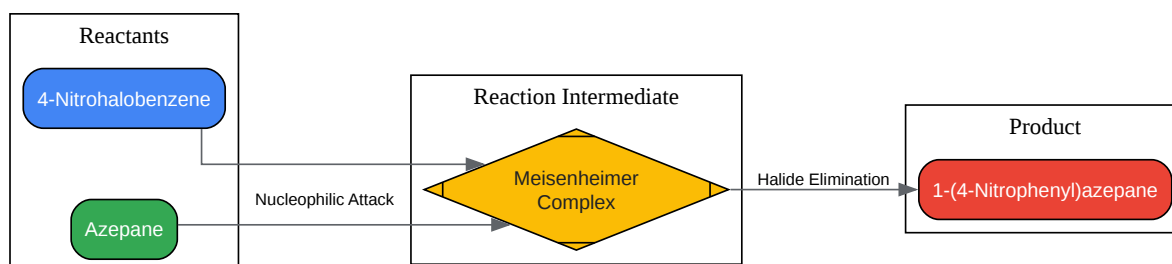 Reactants
4-Nitrohalobenzene
Azepane
Nucleophilic Attack
Reaction Intermediate
Meisenheimer
Complex
Halide Elimination
Product
1-(4-Nitrophenyl)azepane